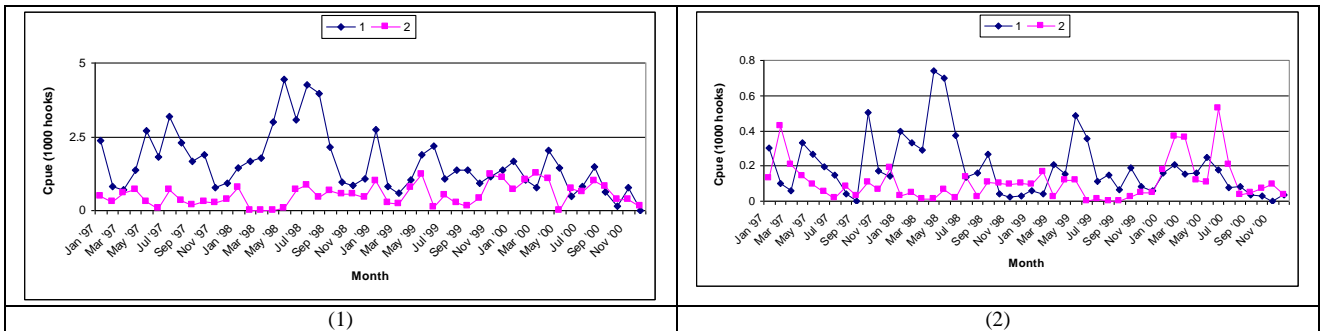 1 2
5
2.5
0
Cpue (1000 hooks)
Jan '97
Mar '97
May '97
Jul '97
Sep '97
Nov '97
Jan '98
Mar '98
May '98
Jul '98
Sep '98
Nov '98
Jan '99
Mar '99
May '99
Jul '99
Sep '99
Nov '99
Jan '00
Mar '00
May '00
Jul '00
Sep '00
Nov '00
Month
(1)
1 2
0.8
0.6
0.4
0.2
0
Cpue (1000 hooks)
Jan '97
Mar '97
May '97
Jul '97
Sep '97
Nov '97
Jan '98
Mar '98
May '98
Jul '98
Sep '98
Nov '98
Jan '99
Mar '99
May '99
Jul '99
Sep '99
Nov '99
Jan '00
Mar '00
May '00
Jul '00
Sep '00
Nov '00
Month
(2)